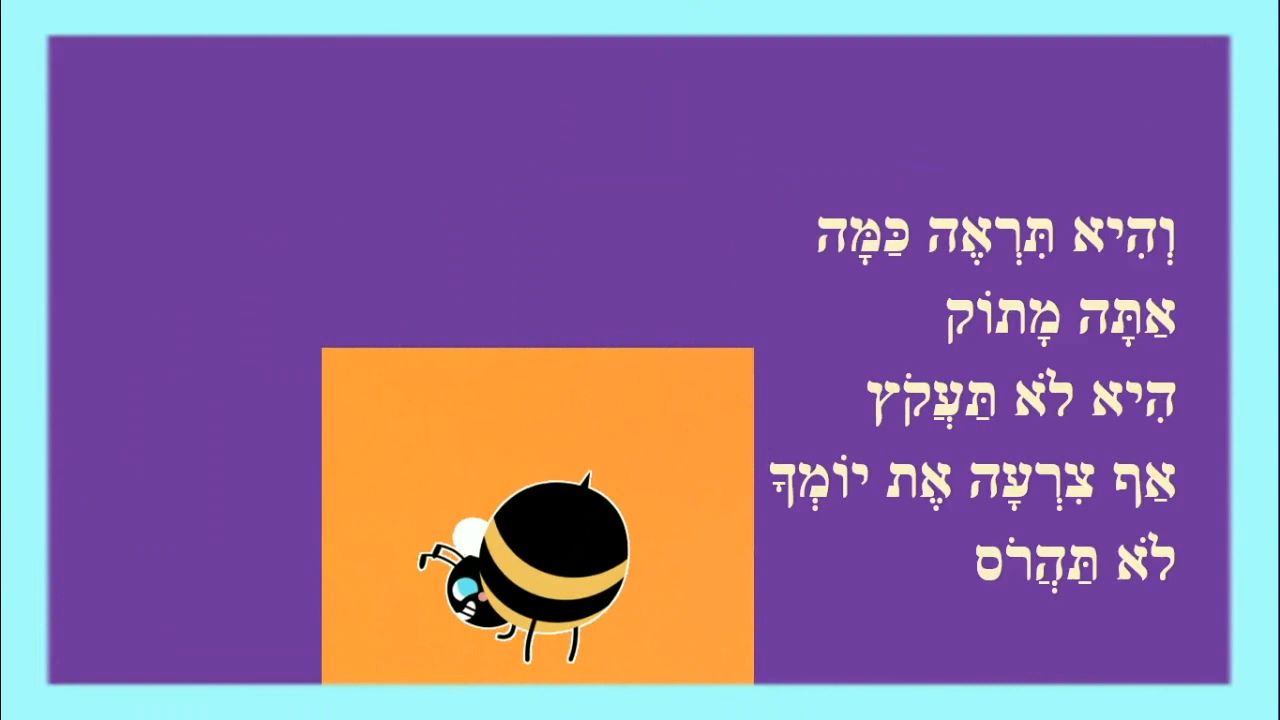 וְהִיא תִּרְאֶה כַּמָּה
אַתָּה מָתוֹק
הִיא לֹא תַּעְקֹץ
אַף צִרְעָה אֶת יוֹמְךָ
לֹא תַּהֲרֹס